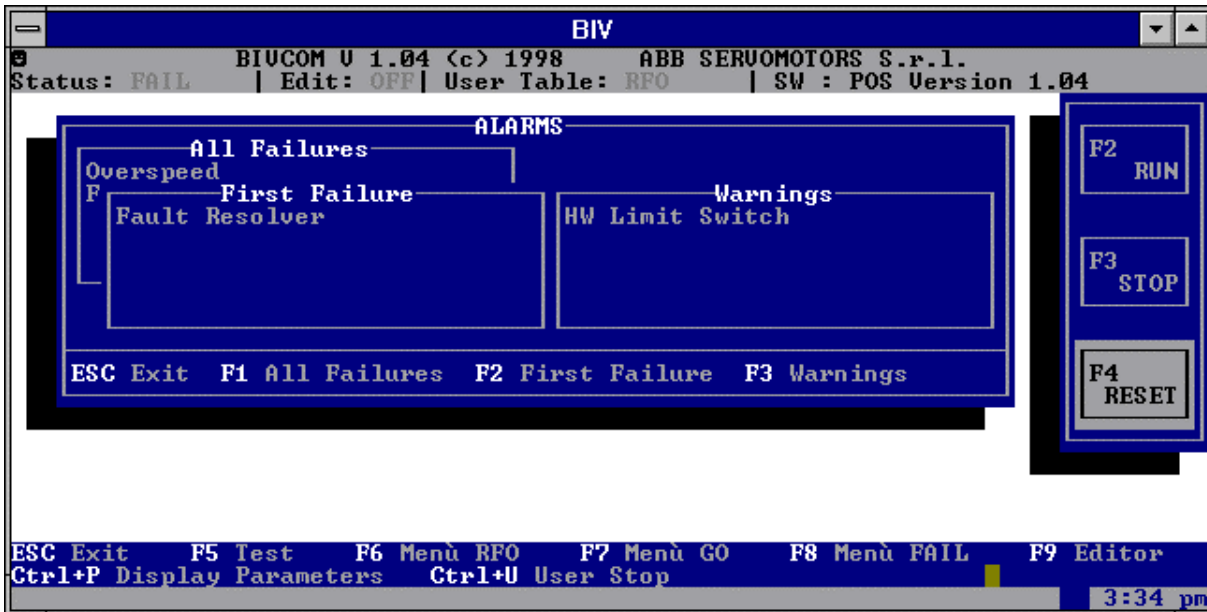 BIV
BIVCOM V 1.04 (c) 1998 ABB SERVOMOTORS S.r.l.
Status: FAIL | Edit: OFF| User Table: RFO | SW : POS Version 1.04
ALARMS
All Failures
Overspeed
F
First Failure
Fault Resolver
Warnings
HW Limit Switch
ESC Exit F1 All Failures F2 First Failure F3 Warnings
F2
RUN
F3
STOP
F4
RESET
ESC Exit F5 Test F6 Menù RFO F7 Menù GO F8 Menù FAIL F9 Editor
Ctrl+P Display Parameters Ctrl+U User Stop
3:34 pm